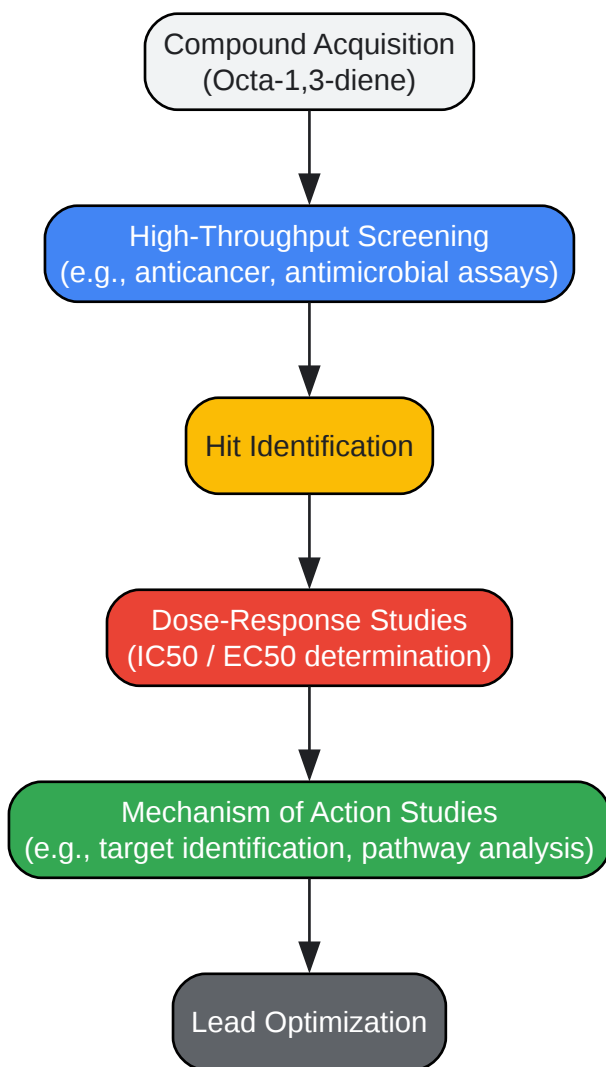 Compound Acquisition
(Octa-1,3-diene)
High-Throughput Screening
(e.g., anticancer, antimicrobial assays)
Hit Identification
Dose-Response Studies
(IC50 / EC50 determination)
Mechanism of Action Studies
(e.g., target identification, pathway analysis)
Lead Optimization